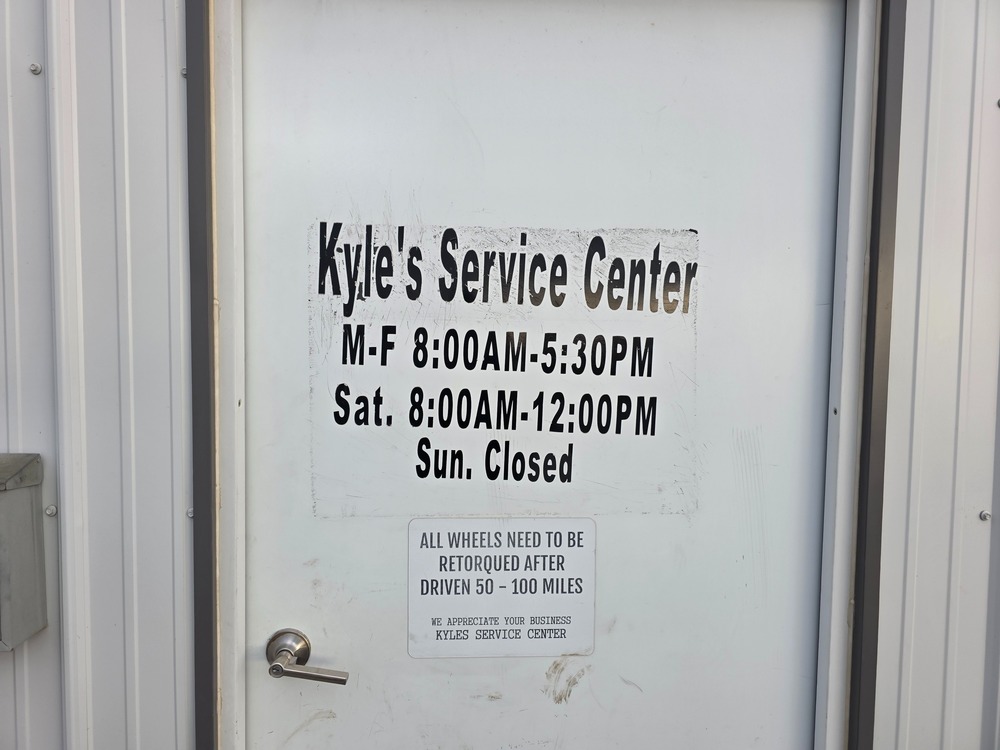 Kyle's Service Center
M-F 8:00AM-5:30PM
Sat. 8:00AM-12:00PM
Sun. Closed
ALL WHEELS NEED TO BE
RETORQUED AFTER
DRIVEN 50 - 100 MILES
WE APPRECIATE YOUR BUSINESS
KYLES SERVICE CENTER